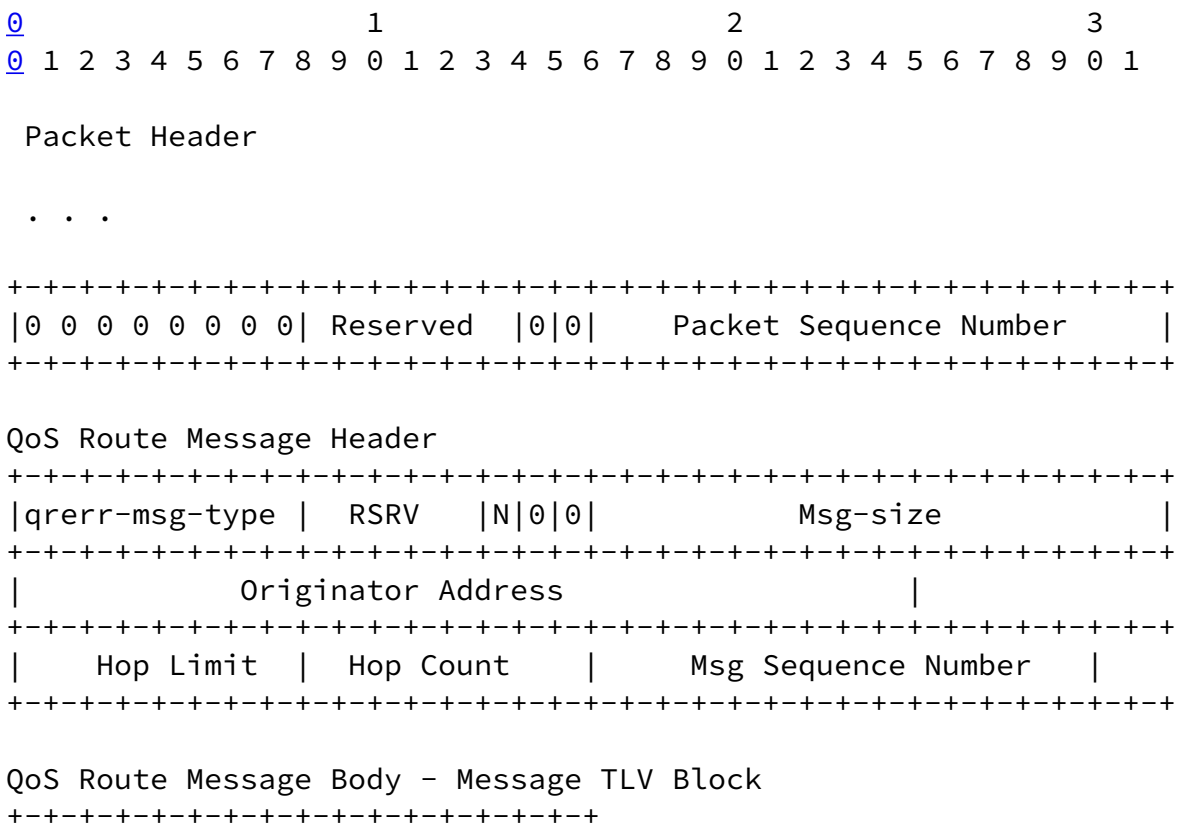 0                   1                   2                   3
0 1 2 3 4 5 6 7 8 9 0 1 2 3 4 5 6 7 8 9 0 1 2 3 4 5 6 7 8 9 0 1
 Packet Header
 . . .
+-+-+-+-+-+-+-+-+-+-+-+-+-+-+-+-+-+-+-+-+-+-+-+-+-+-+-+-+-+-+-+-+
|0 0 0 0 0 0 0 0| Reserved  |0|0|    Packet Sequence Number     |
+-+-+-+-+-+-+-+-+-+-+-+-+-+-+-+-+-+-+-+-+-+-+-+-+-+-+-+-+-+-+-+-+
QoS Route Message Header
+-+-+-+-+-+-+-+-+-+-+-+-+-+-+-+-+-+-+-+-+-+-+-+-+-+-+-+-+-+-+-+-+
|qrerr-msg-type |  RSRV   |N|0|0|           Msg-size            |
+-+-+-+-+-+-+-+-+-+-+-+-+-+-+-+-+-+-+-+-+-+-+-+-+-+-+-+-+-+-+-+-+
|            Originator Address                   |
+-+-+-+-+-+-+-+-+-+-+-+-+-+-+-+-+-+-+-+-+-+-+-+-+-+-+-+-+-+-+-+-+
|    Hop Limit  |  Hop Count    |     Msg Sequence Number   |
+-+-+-+-+-+-+-+-+-+-+-+-+-+-+-+-+-+-+-+-+-+-+-+-+-+-+-+-+-+-+-+-+
QoS Route Message Body - Message TLV Block
+-+-+-+-+-+-+-+-+-+-+-+-+-+-+-+-+